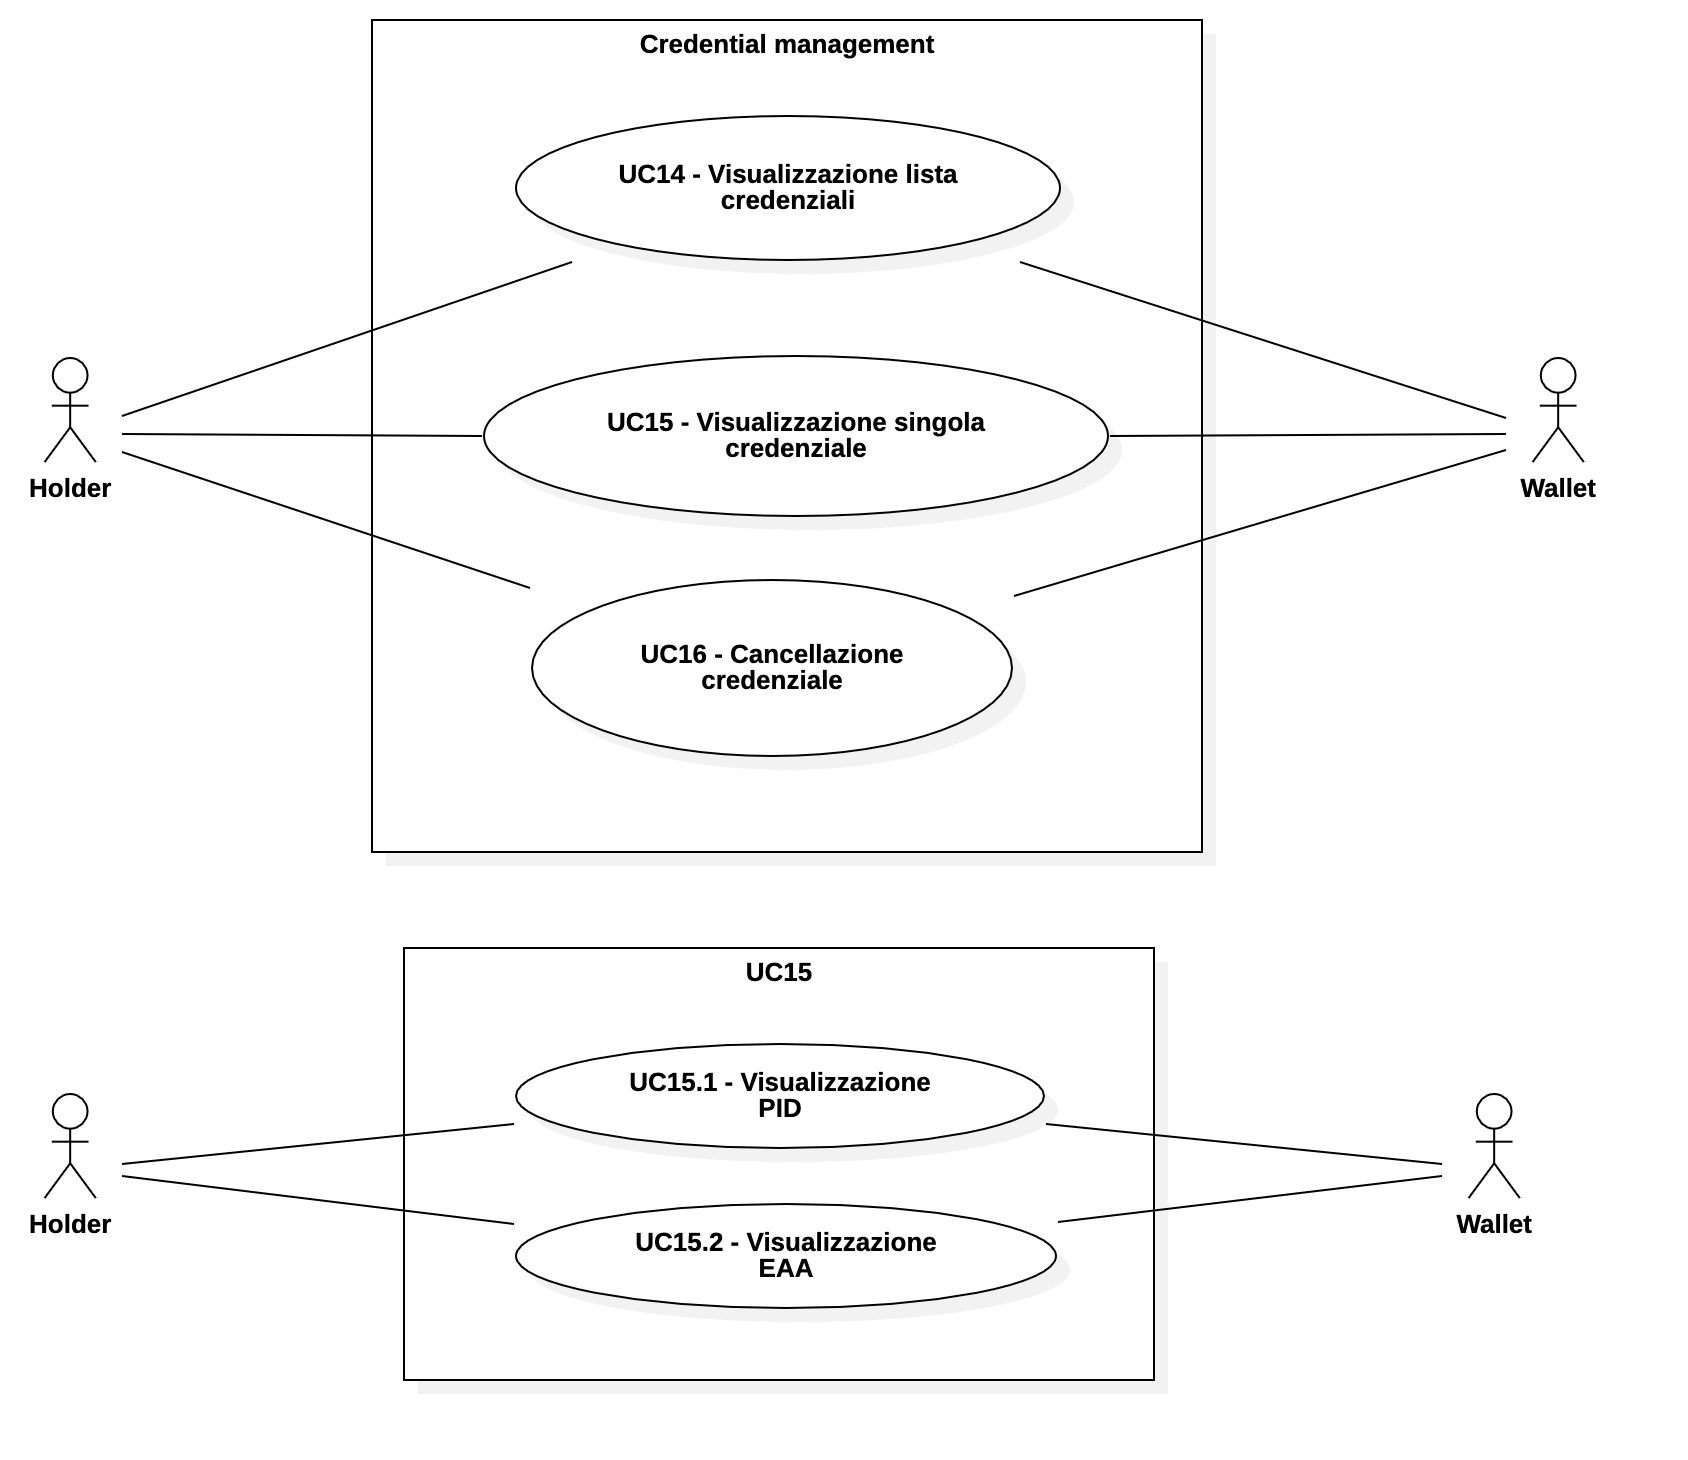 Credential management
UC14 - Visualizzazione lista
credenziali
UC15 - Visualizzazione singola
credenziale
Holder
Wallet
UC16 - Cancellazione
credenziale
UC15
UC15.1 - Visualizzazione
PID
Holder
Wallet
UC15.2 - Visualizzazione
EAA